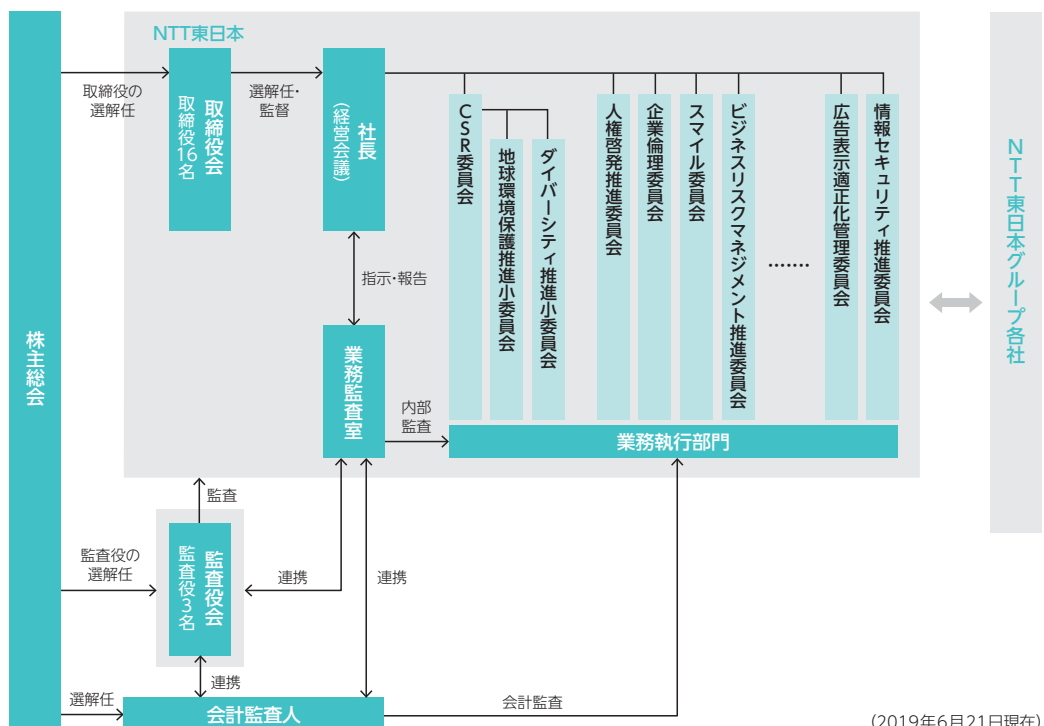 株主総会
NTT東日本
取締役の
選解任
取締役会
取締役16名
選解任・
監督
社長
(経営会議)
指示・報告
業務監査室
内部
監査
CSR委員会
地球環境保護推進小委員会
ダイバーシティ推進小委員会
人権啓発推進委員会
企業倫理委員会
スマイル委員会
ビジネスリスクマネジメント推進委員会
.......
広告表示適正化管理委員会
情報セキュリティ推進委員会
業務執行部門
NTT東日本グループ各社
監査
監査役の
選解任
監査役会
監査役3名
連携
連携
連携
選解任
会計監査人
会計監査
(2019年6月21日現在)